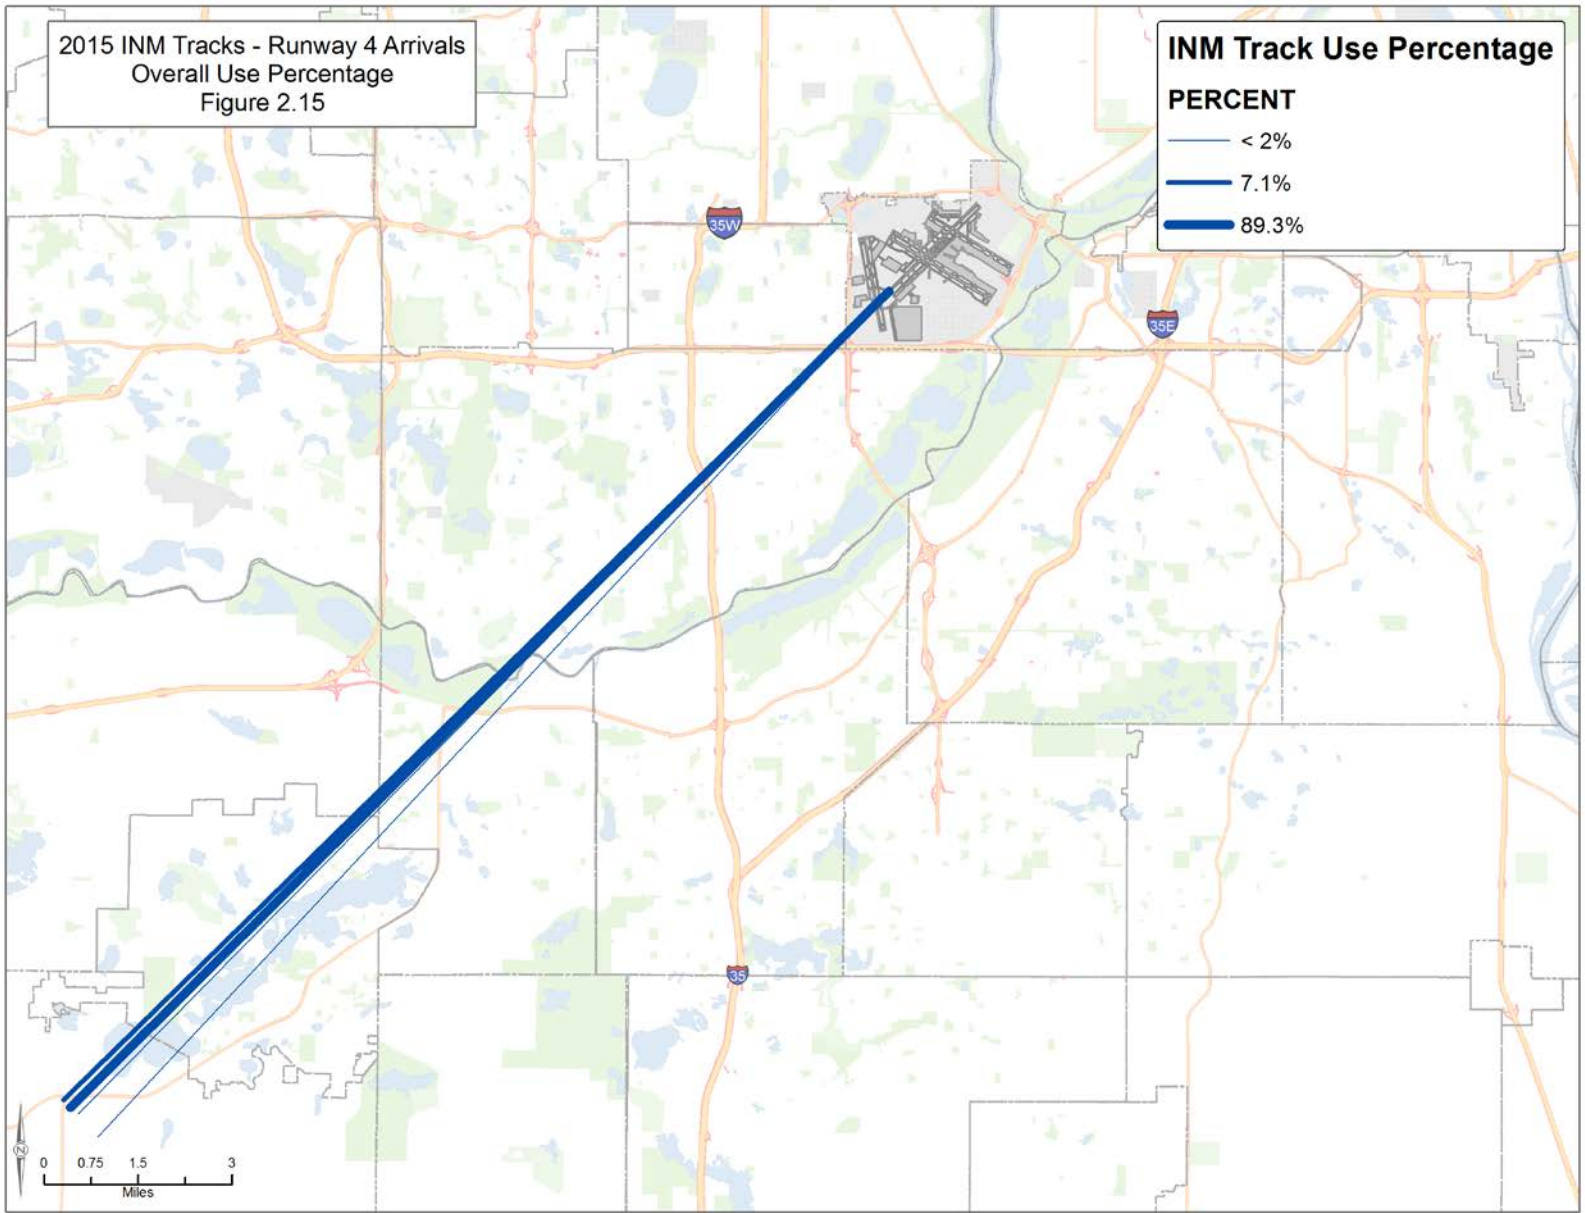 2015 INM Tracks - Runway 4 Arrivals
Overall Use Percentage
Figure 2.15
INM Track Use Percentage
PERCENT
< 2%
7.1%
89.3%
35W
35E
35
N
0 0.75 1.5 3
Miles